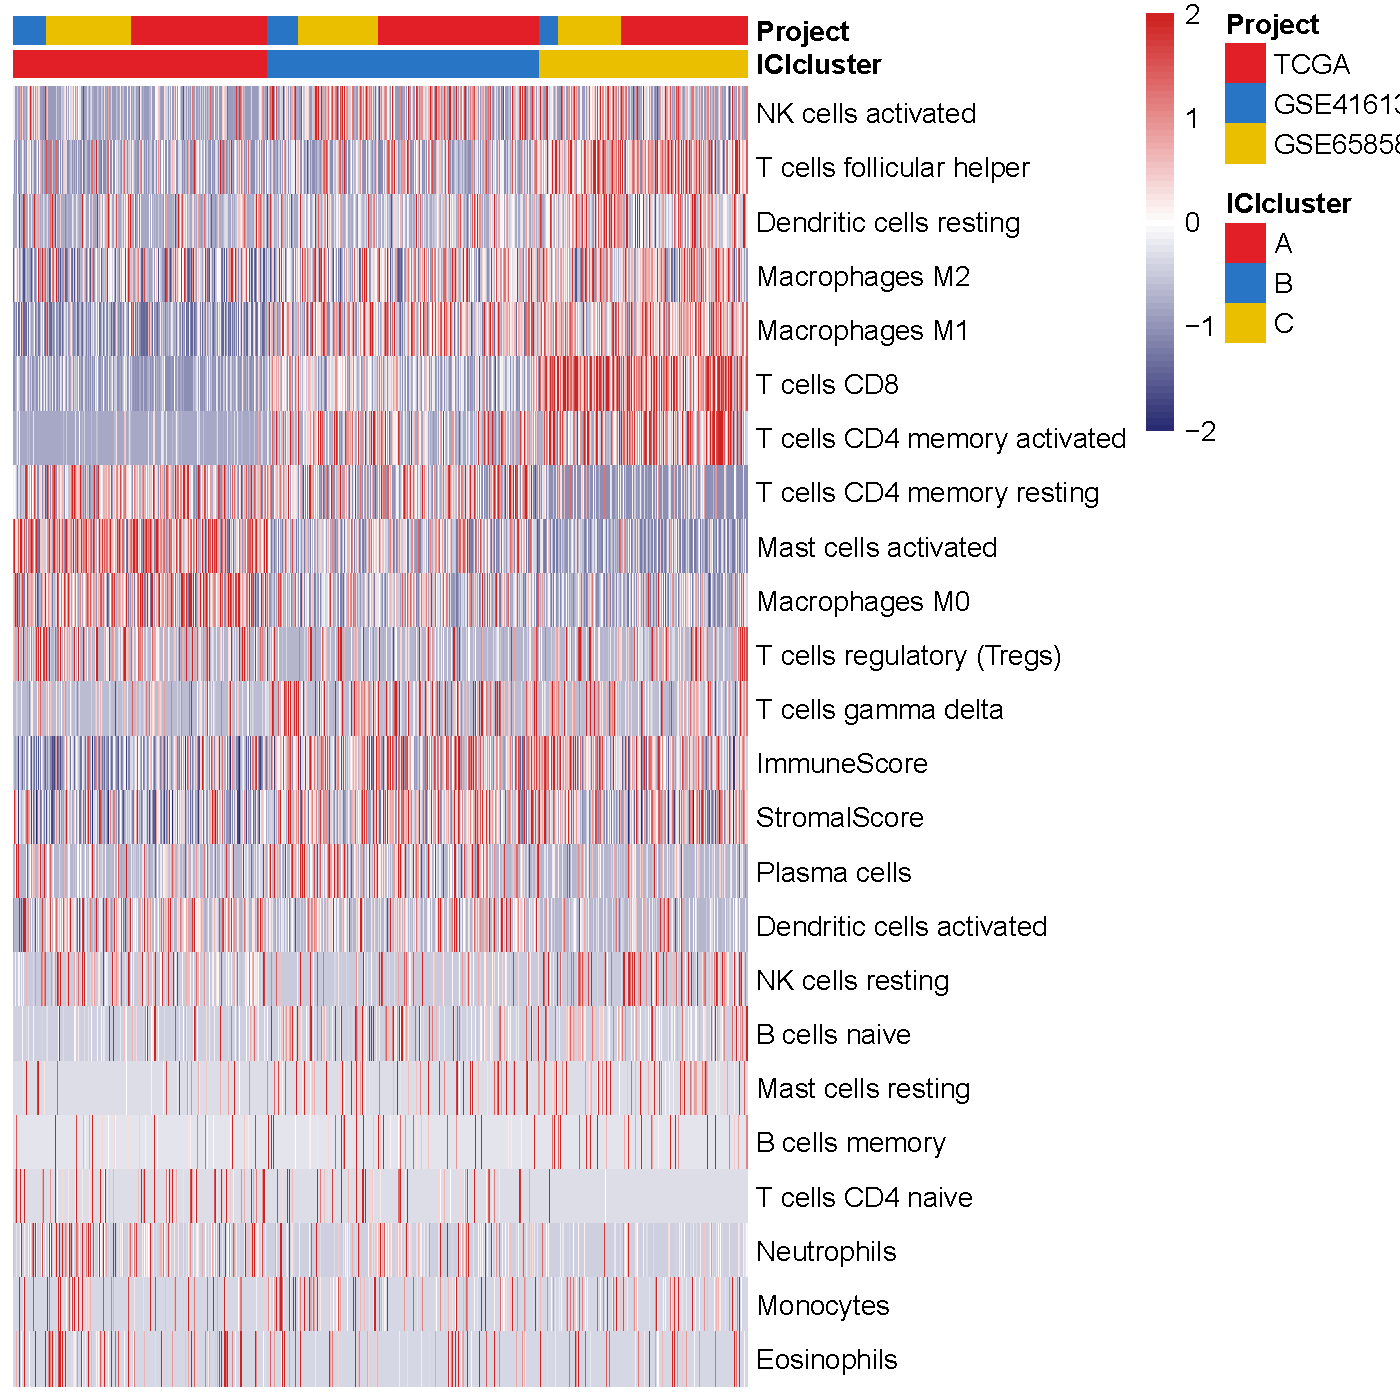 Project
ICIcluster
NK cells activated
T cells follicular helper
Dendritic cells resting
Macrophages M2
Macrophages M1
T cells CD8
T cells CD4 memory activated
T cells CD4 memory resting
Mast cells activated
Macrophages M0
T cells regulatory (Tregs)
T cells gamma delta
ImmuneScore
StromalScore
Plasma cells
Dendritic cells activated
NK cells resting
B cells naive
Mast cells resting
B cells memory
T cells CD4 naive
Neutrophils
Monocytes
Eosinophils
2
1
0
−1
−2
Project
TCGA
GSE41613
GSE65858
ICIcluster
A
B
C